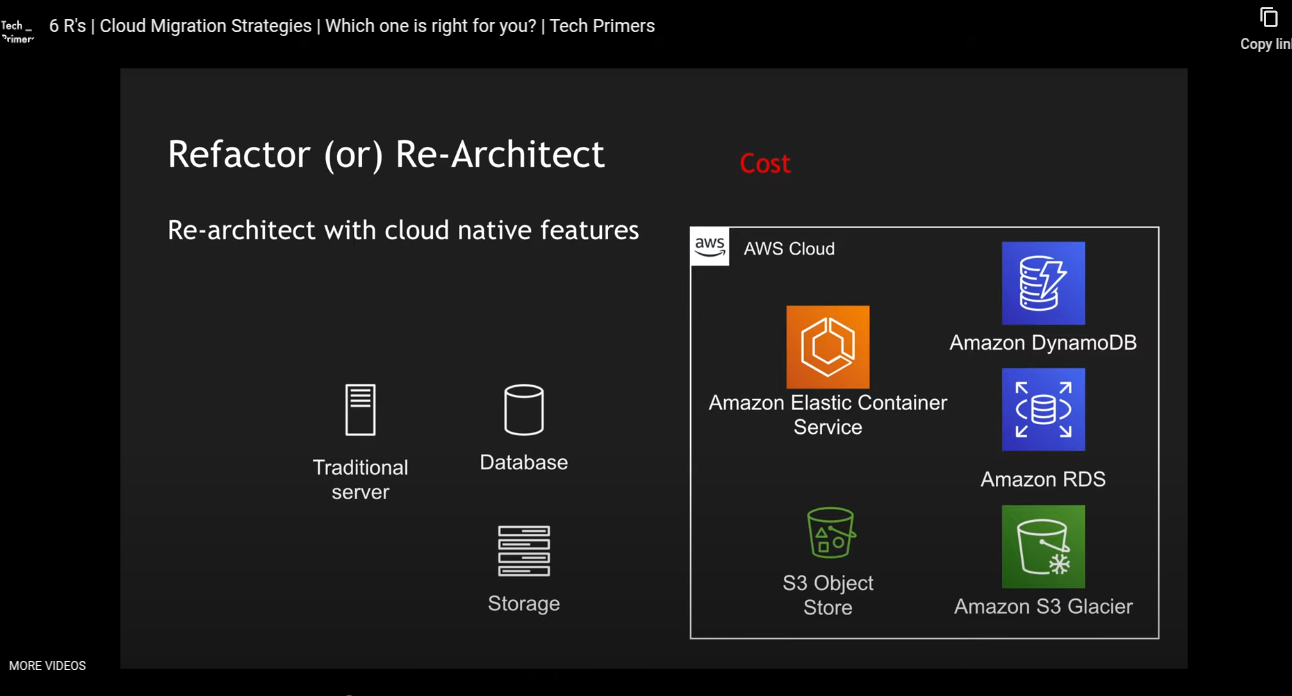 Tech _
Primers
6 R's | Cloud Migration Strategies | Which one is right for you? | Tech Primers
Copy lin
Refactor (or) Re-Architect
Cost
Re-architect with cloud native features
aws
AWS Cloud
Amazon DynamoDB
Amazon Elastic Container
Service
Traditional
server
Database
Amazon RDS
Storage
S3 Object
Store
Amazon S3 Glacier
MORE VIDEOS